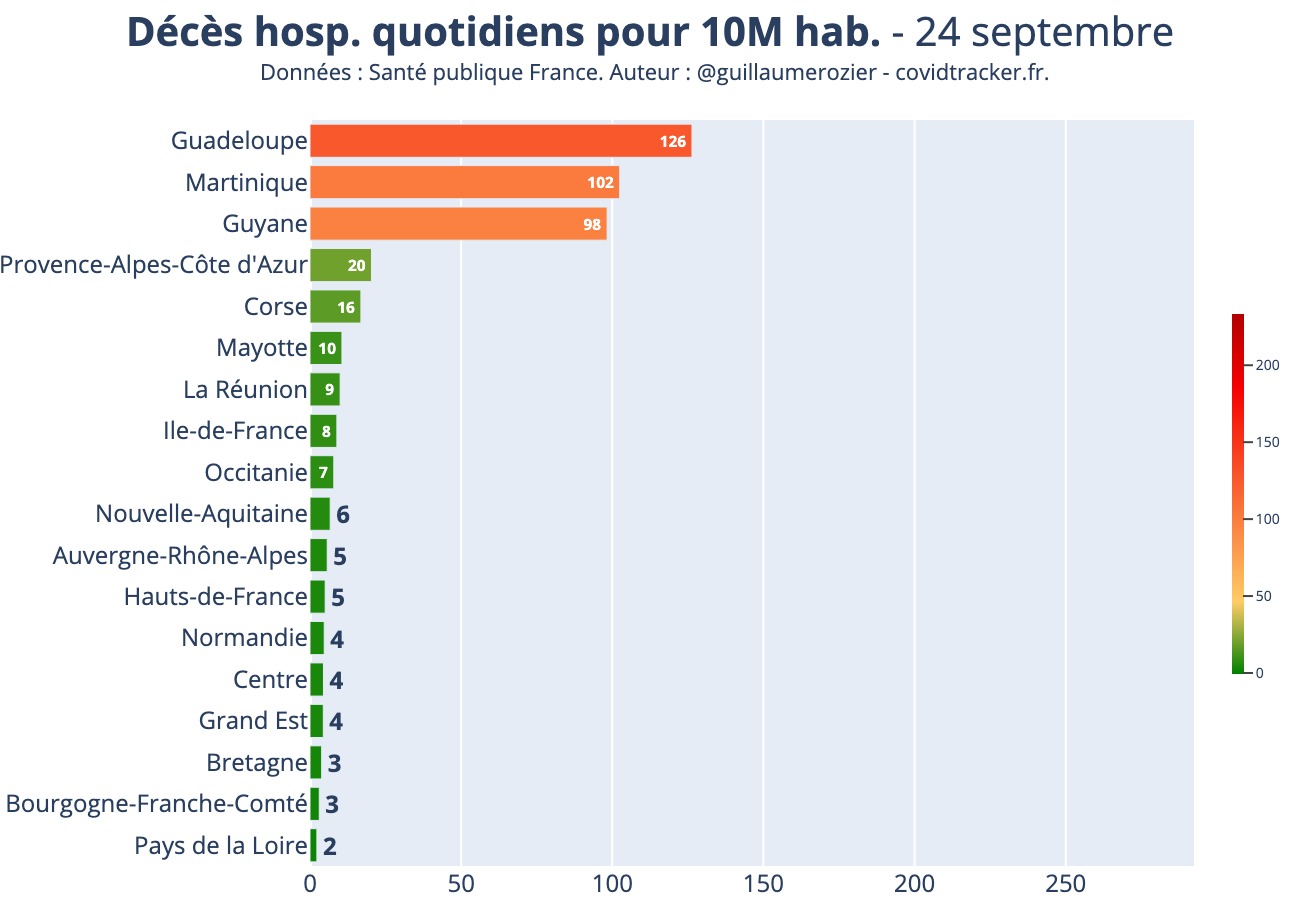 Décès hosp. quotidiens pour 10M hab. - 24 septembre
Données : Santé publique France. Auteur : @guillaumerozier - covidtracker.fr.
Guadeloupe 126
Martinique 102
Guyane 98
Provence-Alpes-Côte d'Azur 20
Corse 16
Mayotte 10
La Réunion 9
Ile-de-France 8
Occitanie 7
Nouvelle-Aquitaine 6
Auvergne-Rhône-Alpes 5
Hauts-de-France 5
Normandie 4
Centre 4
Grand Est 4
Bretagne 3
Bourgogne-Franche-Comté 3
Pays de la Loire 2
0 50 100 150 200 250
200
150
100
50
0